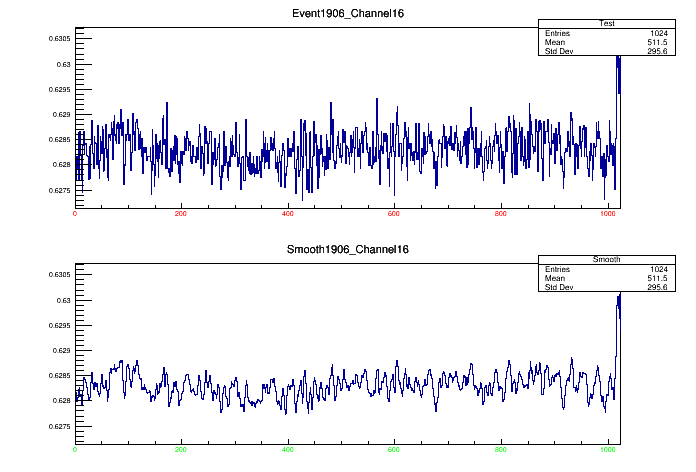 Event1906_Channel16
Test
Entries 1024
Mean 511.5
Std Dev 295.6
0.6305
0.63
0.6295
0.629
0.6285
0.628
0.6275
0 200 400 600 800 1000
Smooth1906_Channel16
Smooth
Entries 1024
Mean 511.5
Std Dev 295.6
0.6305
0.63
0.6295
0.629
0.6285
0.628
0.6275
0 200 400 600 800 1000